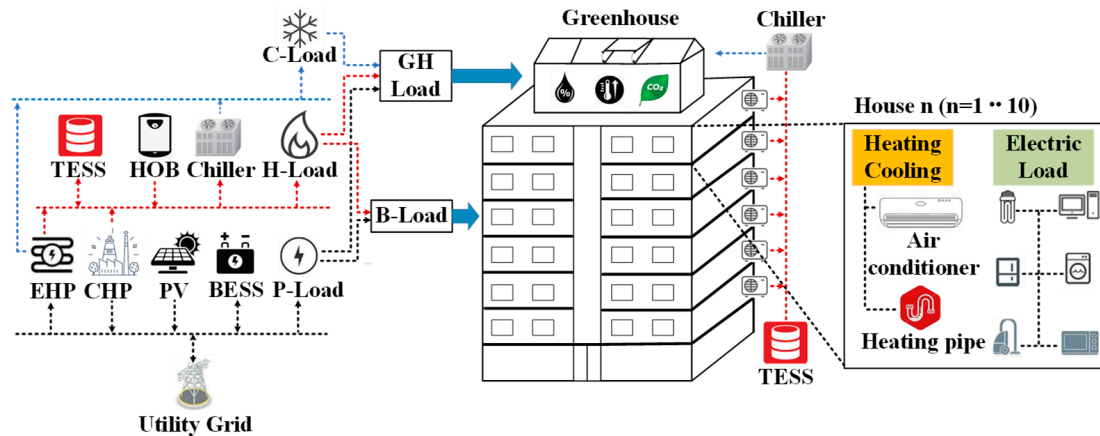 Greenhouse
Chiller
C-Load
GH
Load
%
CO₂
House n (n=1 •• 10)
Heating
Cooling
Electric
Load
TESS
HOB
Chiller
H-Load
B-Load
Air
conditioner
EHP
CHP
PV
BESS
P-Load
Heating pipe
TESS
Utility Grid